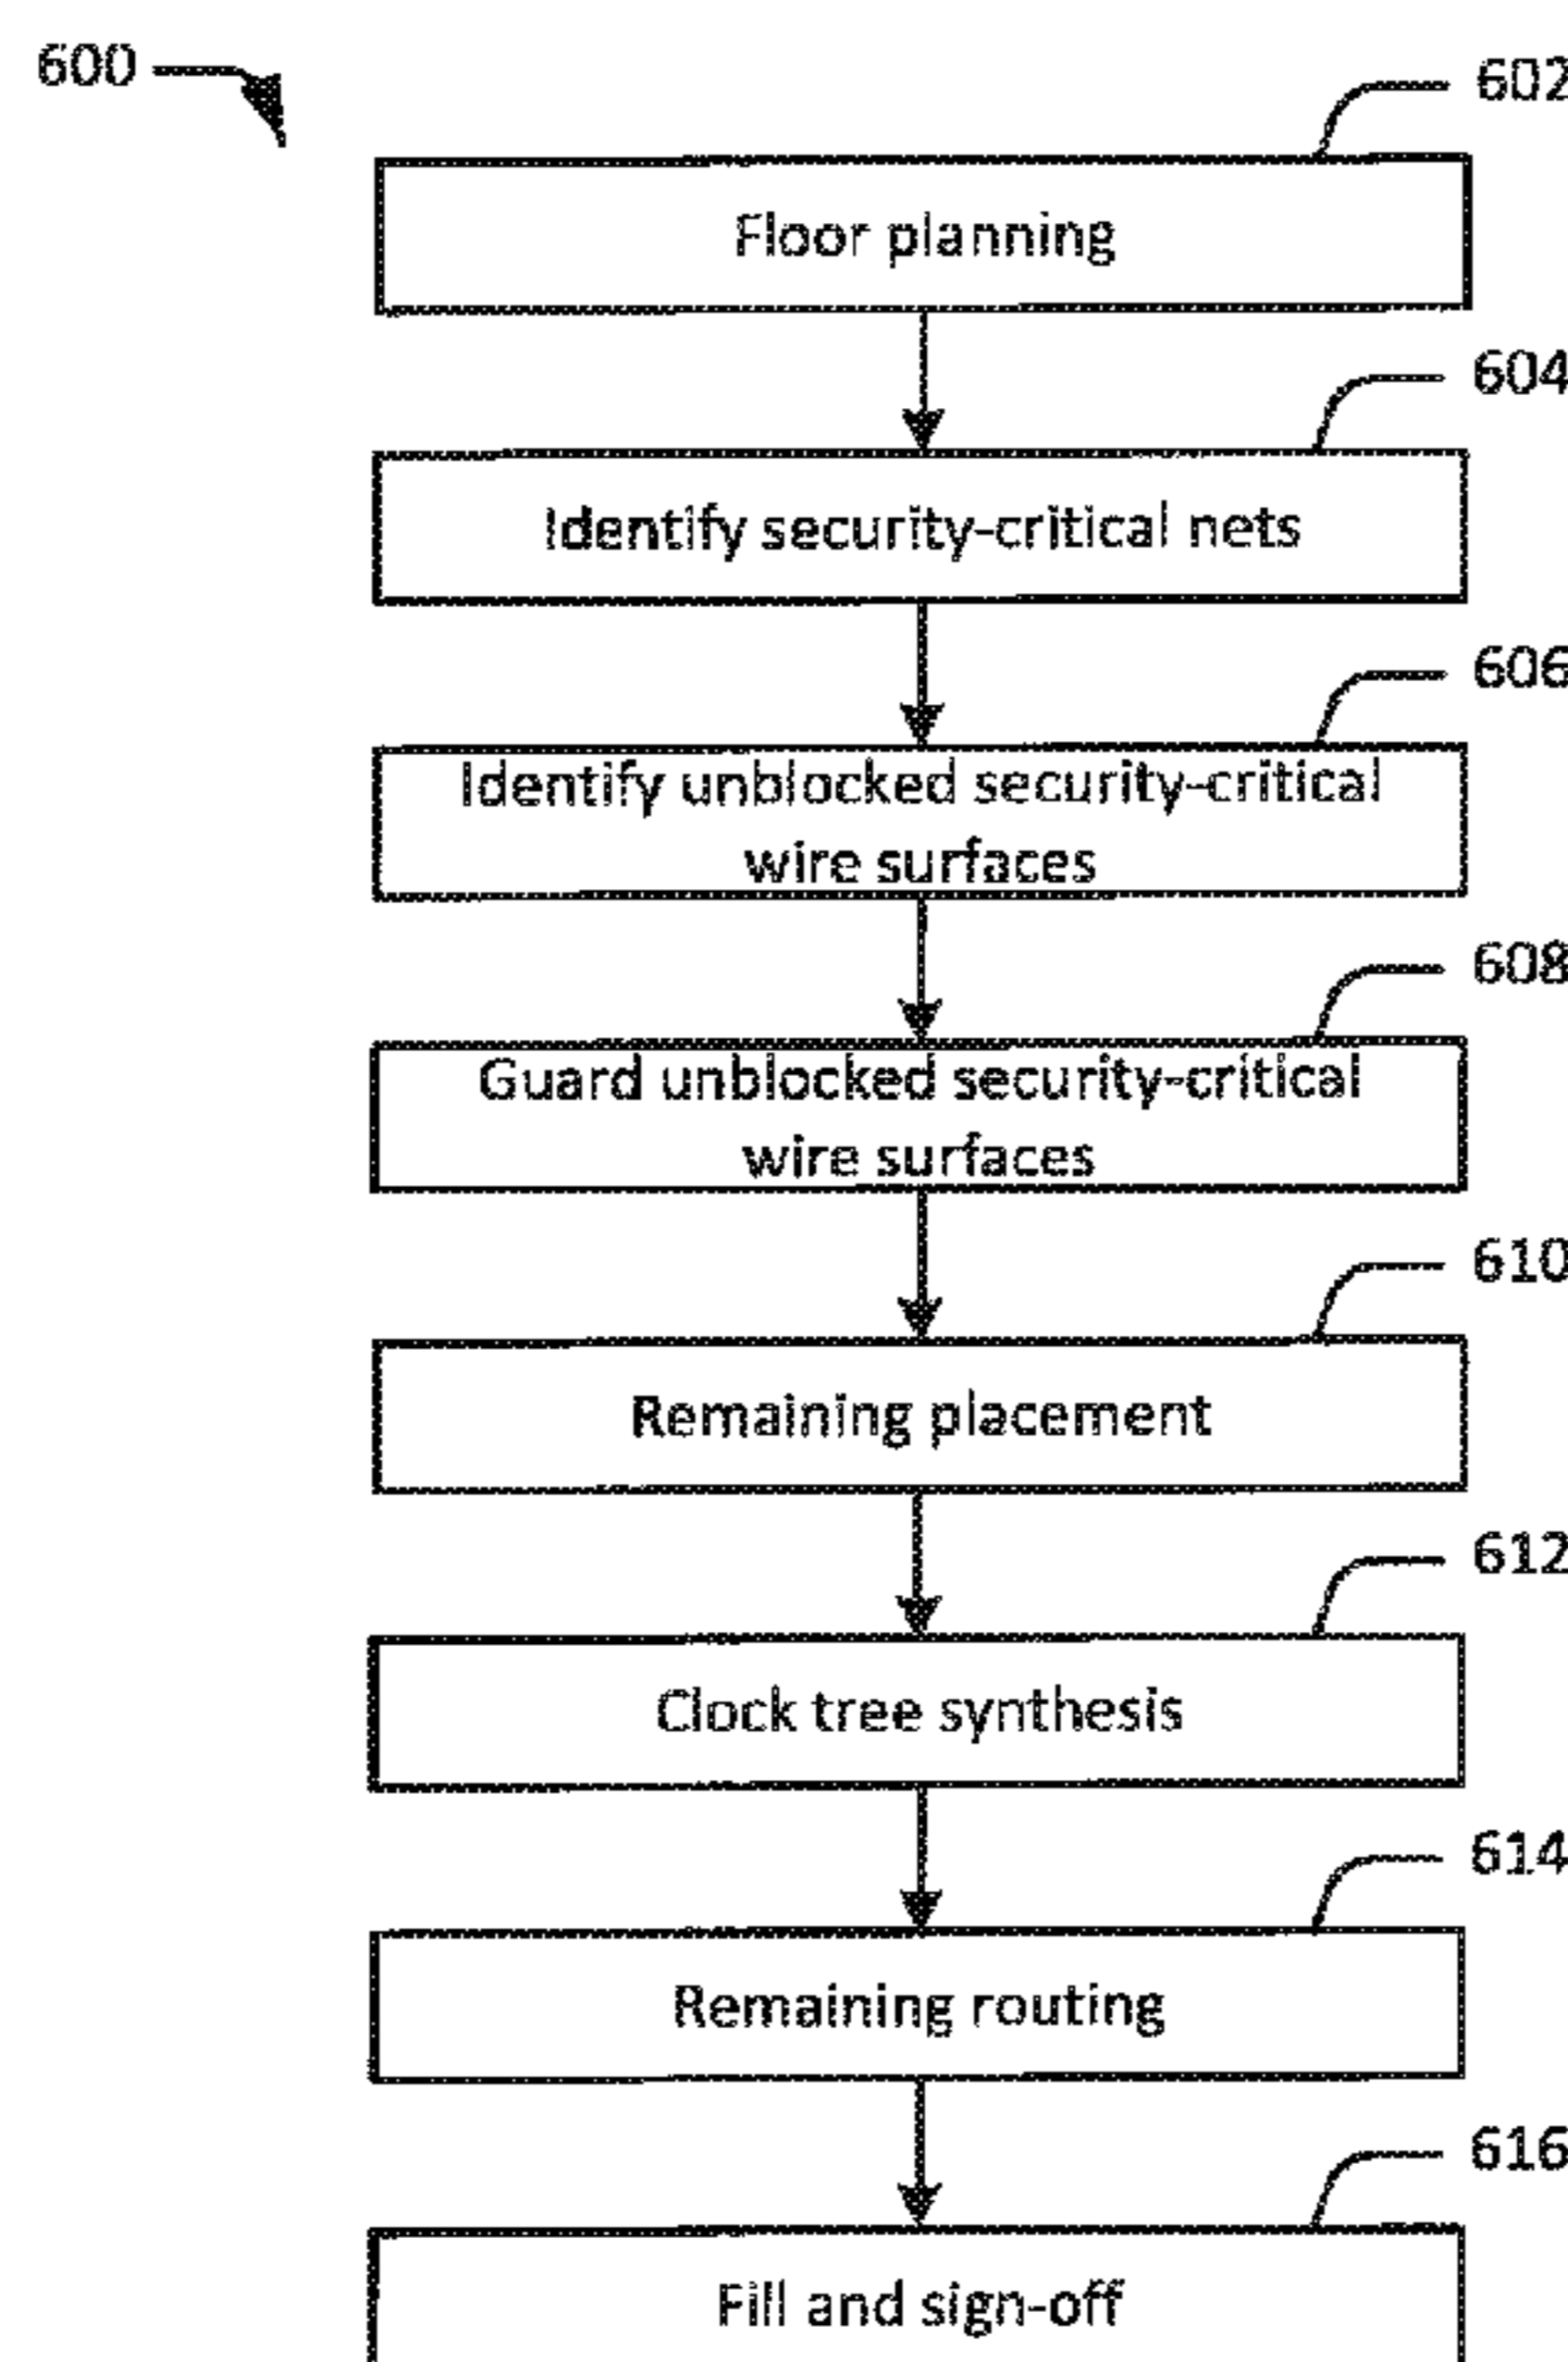 600
602
Floor planning
604
Identify security-critical nets
606
Identify unblocked security-critical
wire surfaces
608
Guard unblocked security-critical
wire surfaces
610
Remaining placement
612
Clock tree synthesis
614
Remaining routing
616
Fill and sign-off